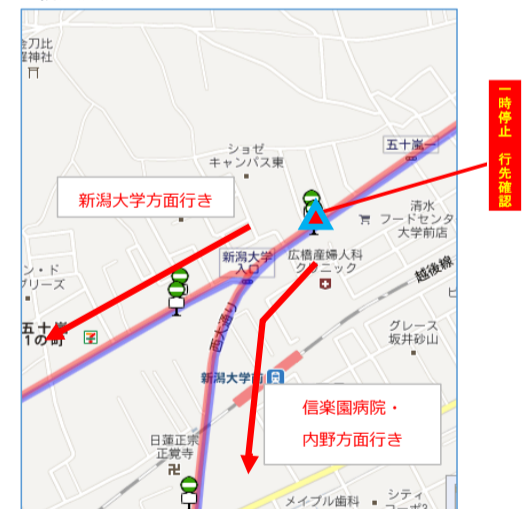 金刀比
羅神社
ショゼ
キャンパス東
五十嵐一
一時停止 行先確認
新潟大学方面行き
清水
フードセンタ
大学前店
新潟大学
入口
広橋産婦人科
クリニック
越後線
ン・ド
ブリーズ
五十嵐
1の町
西大通り
グレース
坂井砂山
新潟大学前
信楽園病院・
内野方面行き
日蓮正宗
正覚寺
メイプル歯科
シティ
コーポ3